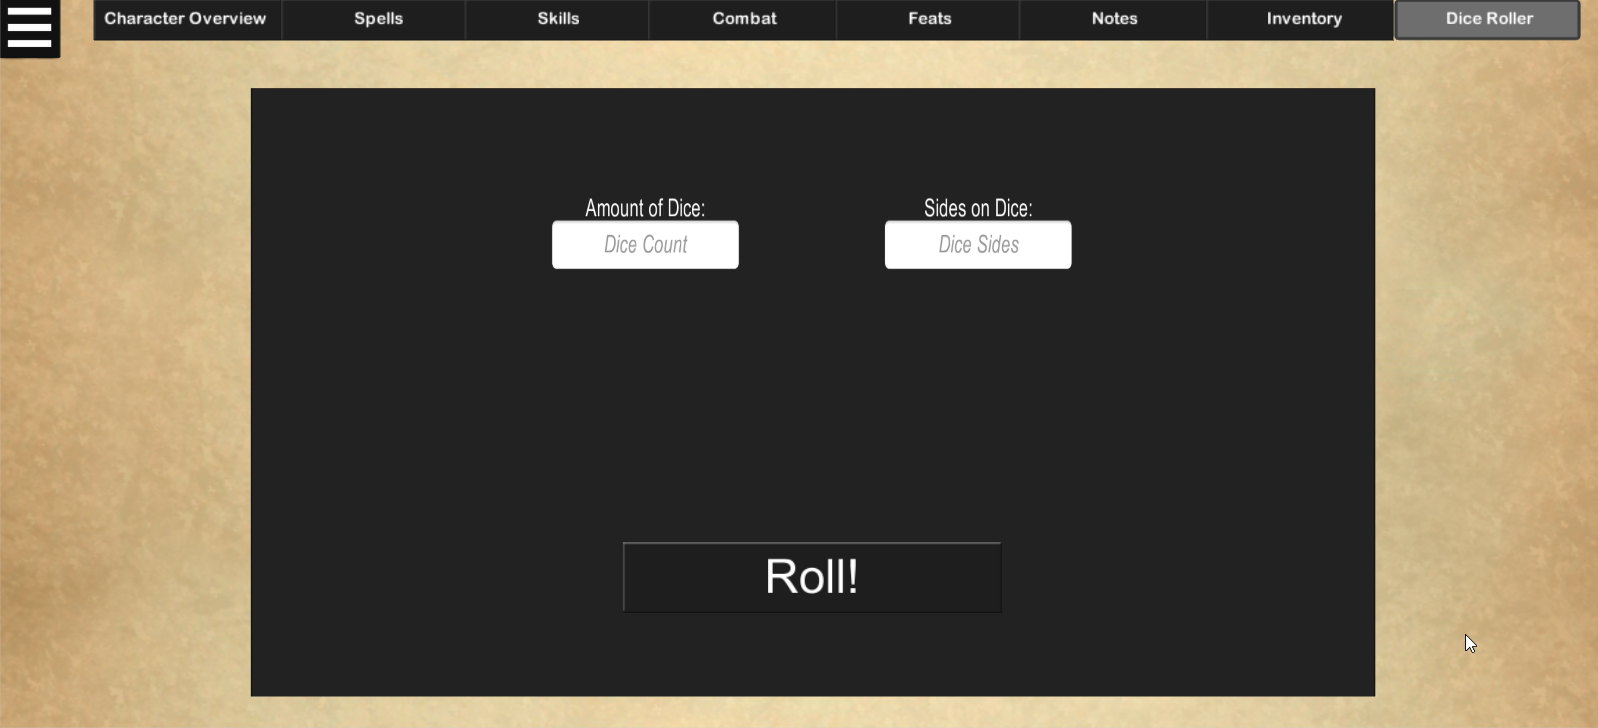 Character Overview Spells Skills Combat Feats Notes Inventory Dice Roller
Amount of Dice: Sides on Dice:
Dice Count Dice Sides
Roll!